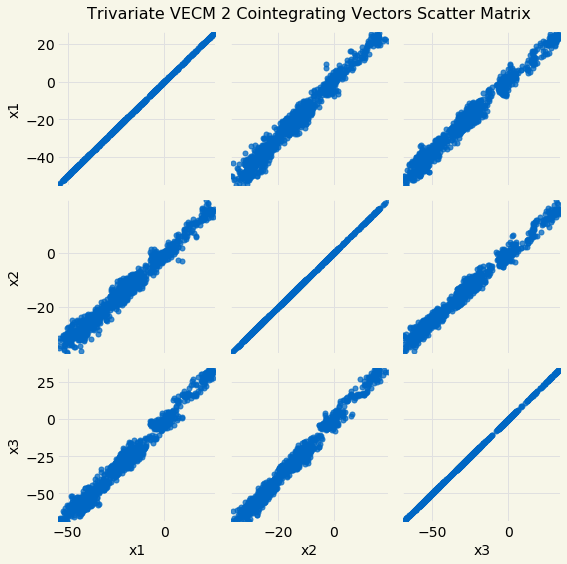 Trivariate VECM 2 Cointegrating Vectors Scatter Matrix
20
0
−20
−40
x1
0
−20
x2
25
0
−25
−50
x3
−50 0
−20 0
−50 0
x1
x2
x3